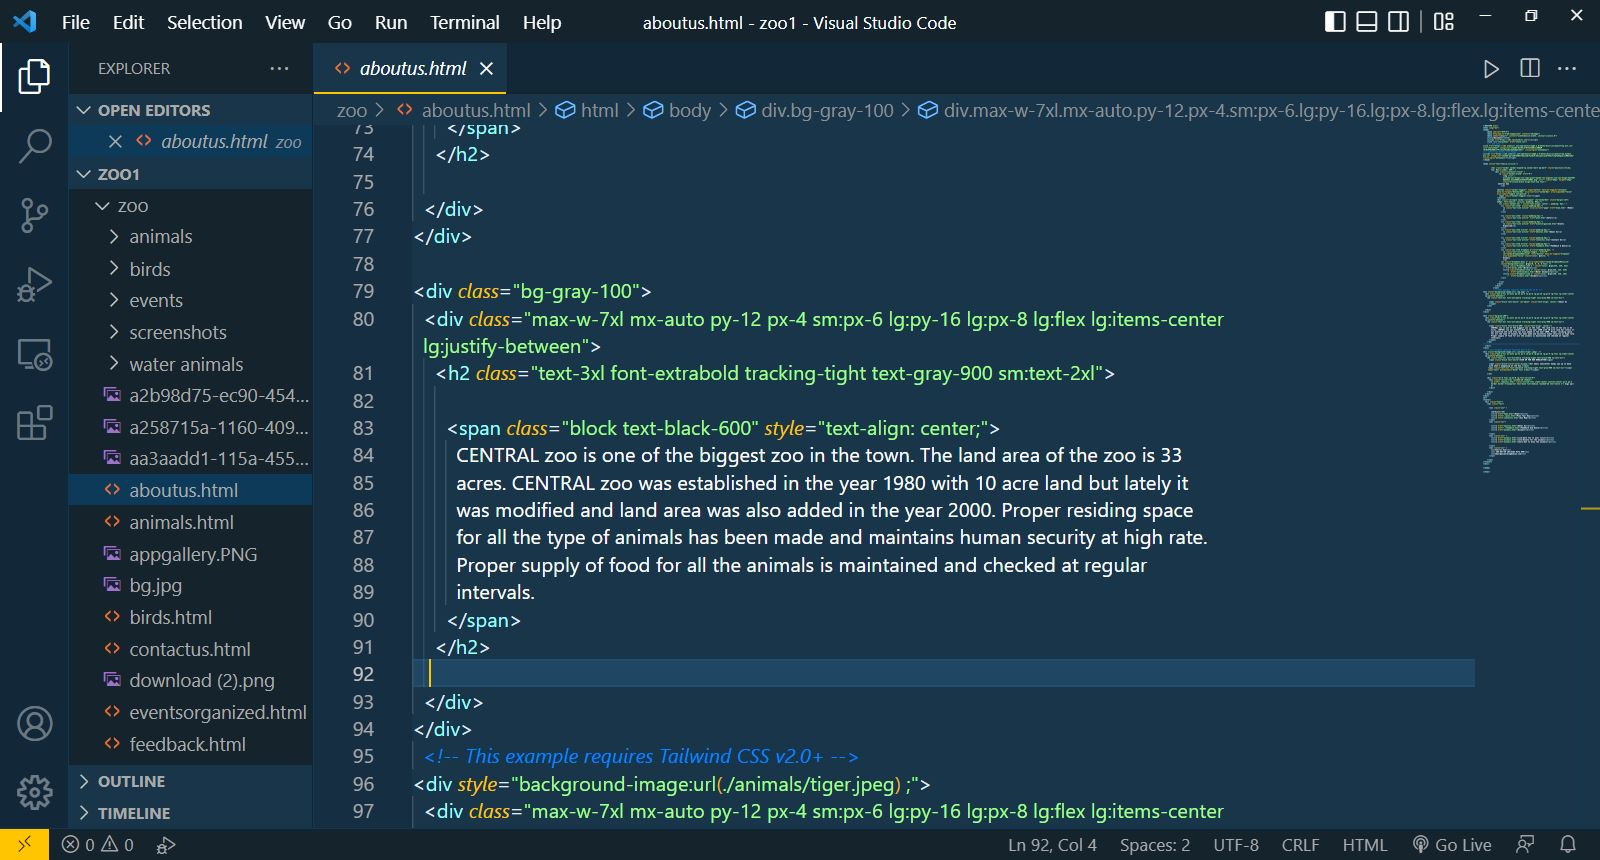 File Edit Selection View Go Run Terminal Help
aboutus.html - zoo1 - Visual Studio Code
EXPLORER
OPEN EDITORS
aboutus.html zoo
ZOO1
zoo
animals
birds
events
screenshots
water animals
a2b98d75-ec90-454...
a258715a-1160-409...
aa3aadd1-115a-455...
aboutus.html
animals.html
appgallery.PNG
bg.jpg
birds.html
contactus.html
download (2).png
eventsorganized.html
feedback.html
OUTLINE
TIMELINE
aboutus.html
zoo > aboutus.html > html > body > div.bg-gray-100 > div.max-w-7xl.mx-auto.py-12.px-4.sm:px-6.lg:py-16.lg:px-8.lg:flex.lg:items-cente
73 </span>
74 </h2>
75
76 </div>
77 </div>
78
79 <div class="bg-gray-100">
80 <div class="max-w-7xl mx-auto py-12 px-4 sm:px-6 lg:py-16 lg:px-8 lg:flex lg:items-center
lg:justify-between">
81 <h2 class="text-3xl font-extrabold tracking-tight text-gray-900 sm:text-2xl">
82
83 <span class="block text-black-600" style="text-align: center;">
84 CENTRAL zoo is one of the biggest zoo in the town. The land area of the zoo is 33
85 acres. CENTRAL zoo was established in the year 1980 with 10 acre land but lately it
86 was modified and land area was also added in the year 2000. Proper residing space
87 for all the type of animals has been made and maintains human security at high rate.
88 Proper supply of food for all the animals is maintained and checked at regular
89 intervals.
90 </span>
91 </h2>
92
93 </div>
94 </div>
95 <!-- This example requires Tailwind CSS v2.0+ -->
96 <div style="background-image:url(./animals/tiger.jpeg) ;">
97 <div class="max-w-7xl mx-auto py-12 px-4 sm:px-6 lg:py-16 lg:px-8 lg:flex lg:items-center
0 0 Ln 92, Col 4 Spaces: 2 UTF-8 CRLF HTML Go Live